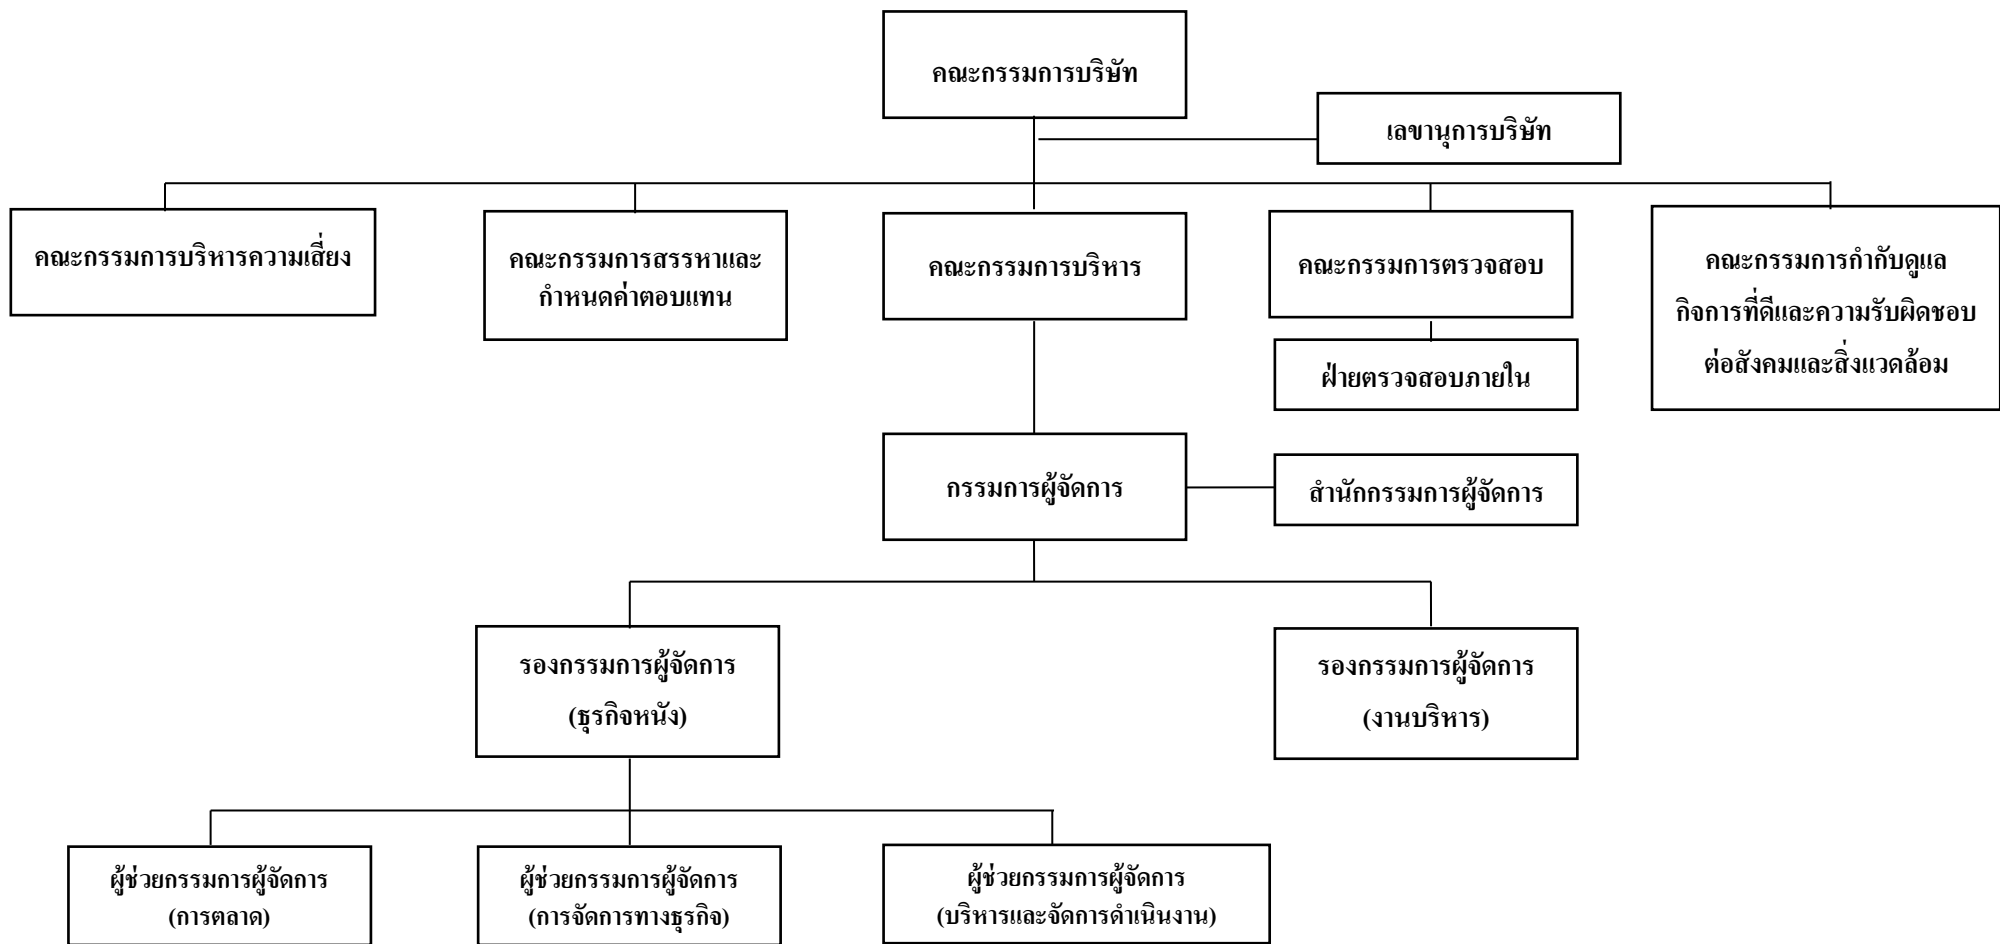 คณะกรรมการบริษัท
เลขานุการบริษัท
คณะกรรมการบริหารความเสี่ยง
คณะกรรมการสรรหาและ
กำหนดค่าตอบแทน
คณะกรรมการบริหาร
คณะกรรมการตรวจสอบ
คณะกรรมการกำกับดูแล
กิจการที่ดีและความรับผิดชอบ
ต่อสังคมและสิ่งแวดล้อม
ฝ่ายตรวจสอบภายใน
กรรมการผู้จัดการ
สำนักกรรมการผู้จัดการ
รองกรรมการผู้จัดการ
(ธุรกิจหนัง)
รองกรรมการผู้จัดการ
(งานบริหาร)
ผู้ช่วยกรรมการผู้จัดการ
(การตลาด)
ผู้ช่วยกรรมการผู้จัดการ
(การจัดการทางธุรกิจ)
ผู้ช่วยกรรมการผู้จัดการ
(บริหารและจัดการดำเนินงาน)